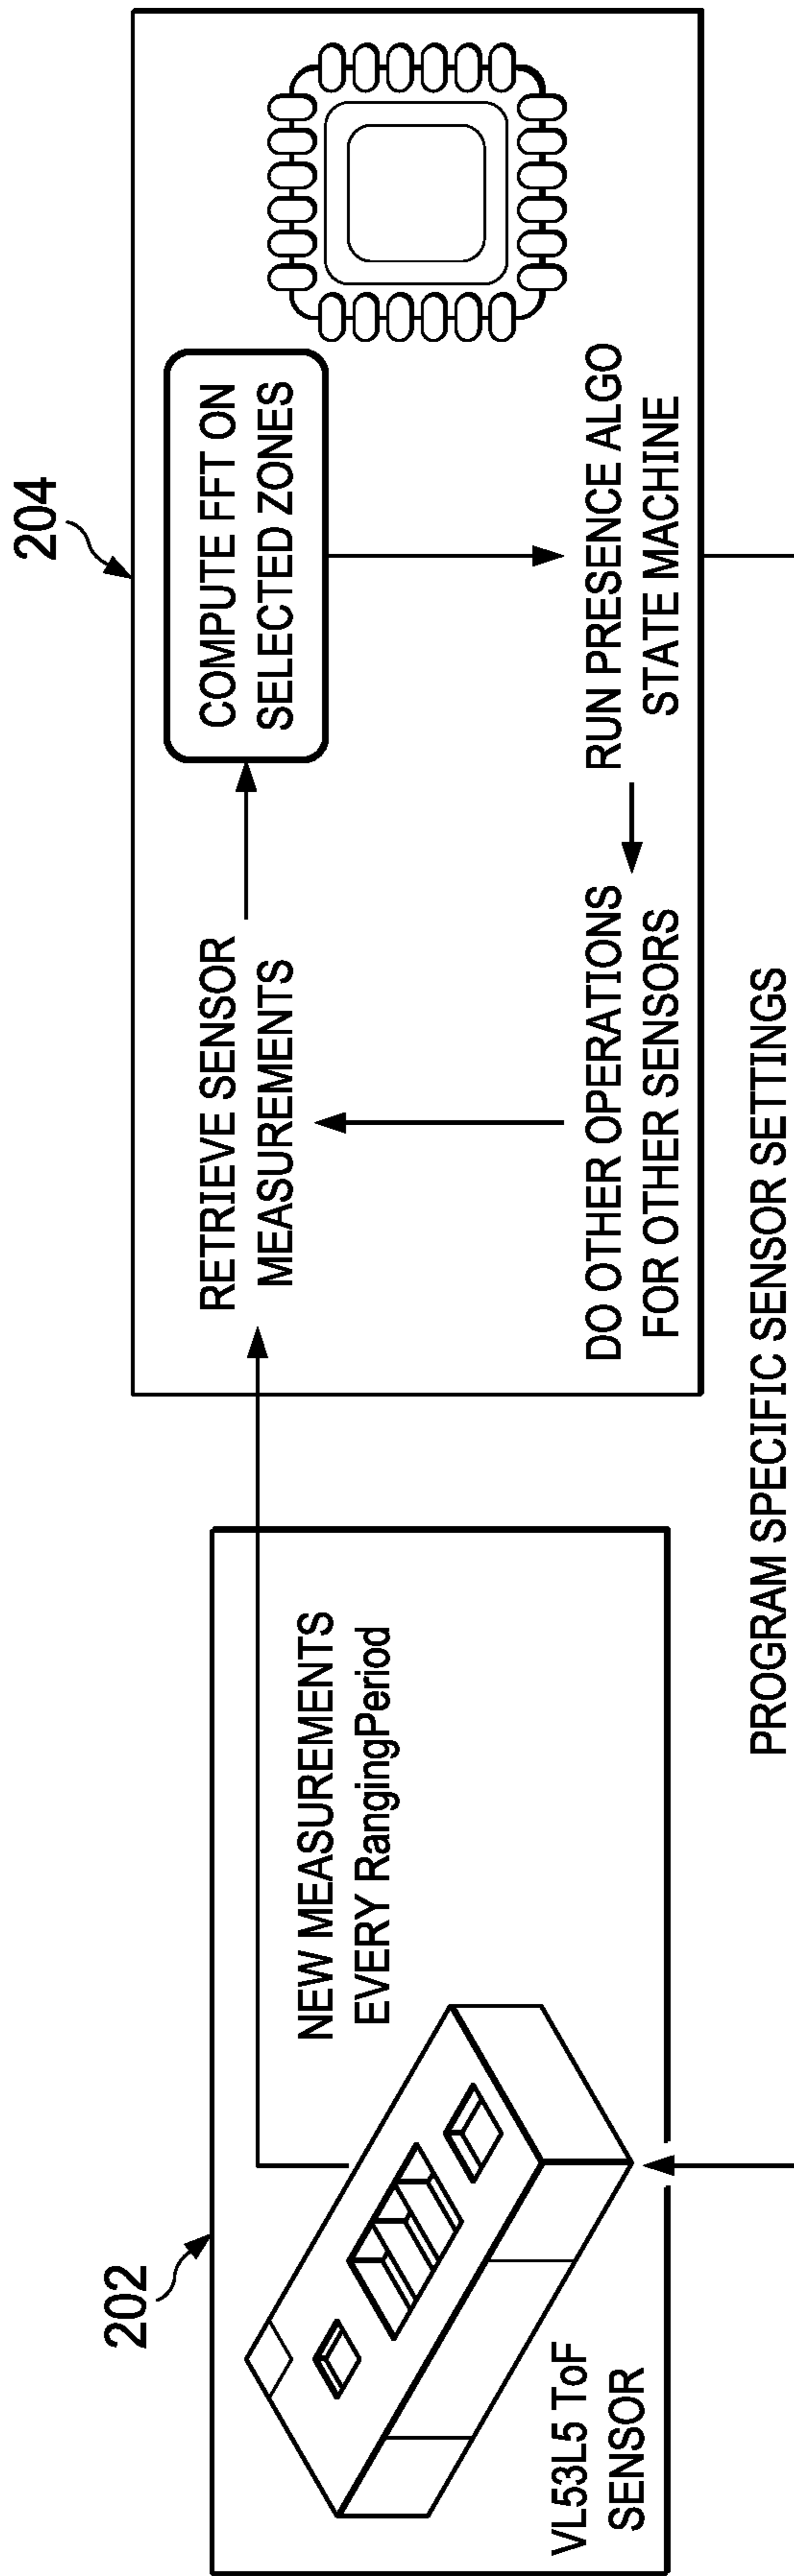 202
204
NEW MEASUREMENTS
EVERY RangingPeriod
VL53L5 ToF
SENSOR
RETRIEVE SENSOR
MEASUREMENTS
COMPUTE FFT ON
SELECTED ZONES
DO OTHER OPERATIONS
FOR OTHER SENSORS
RUN PRESENCE ALGO
STATE MACHINE
PROGRAM SPECIFIC SENSOR SETTINGS